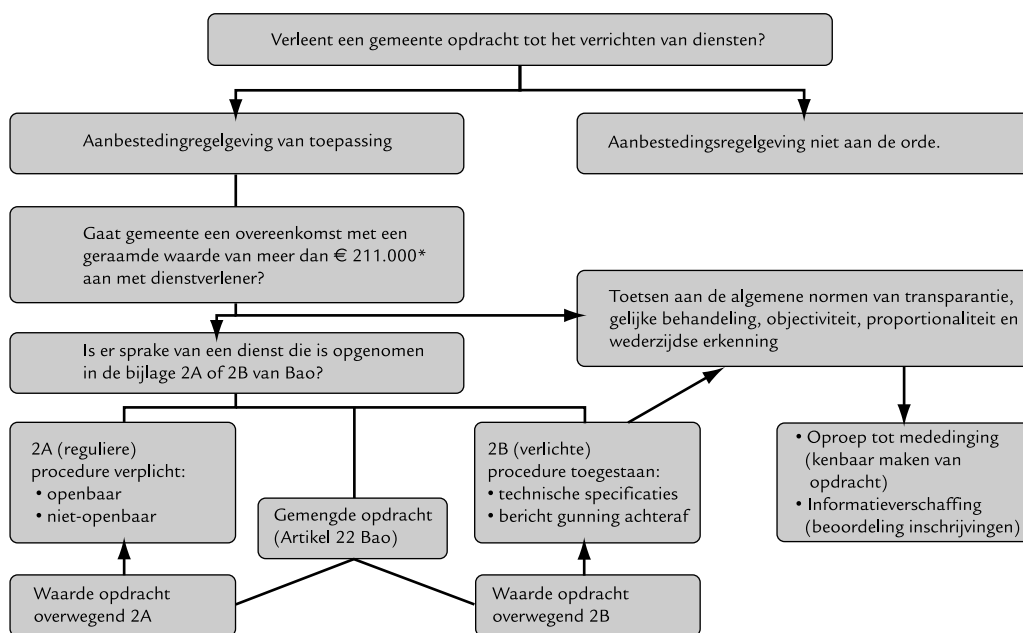 Verleent een gemeente opdracht tot het verrichten van diensten?
Aanbestedingregelgeving van toepassing
Aanbestedingsregelgeving niet aan de orde.
Gaat gemeente een overeenkomst met een
geraamde waarde van meer dan € 211.000*
aan met dienstverlener?
Toetsen aan de algemene normen van transparantie,
gelijke behandeling, objectiviteit, proportionaliteit en
wederzijdse erkenning
Is er sprake van een dienst die is opgenomen
in de bijlage 2A of 2B van Bao?
2A (reguliere)
procedure verplicht:
• openbaar
• niet-openbaar
Gemengde opdracht
(Artikel 22 Bao)
2B (verlichte)
procedure toegestaan:
• technische specificaties
• bericht gunning achteraf
• Oproep tot mededinging
(kenbaar maken van
opdracht)
• Informatieverschaffing
(beoordeling inschrijvingen)
Waarde opdracht
overwegend 2A
Waarde opdracht
overwegend 2B